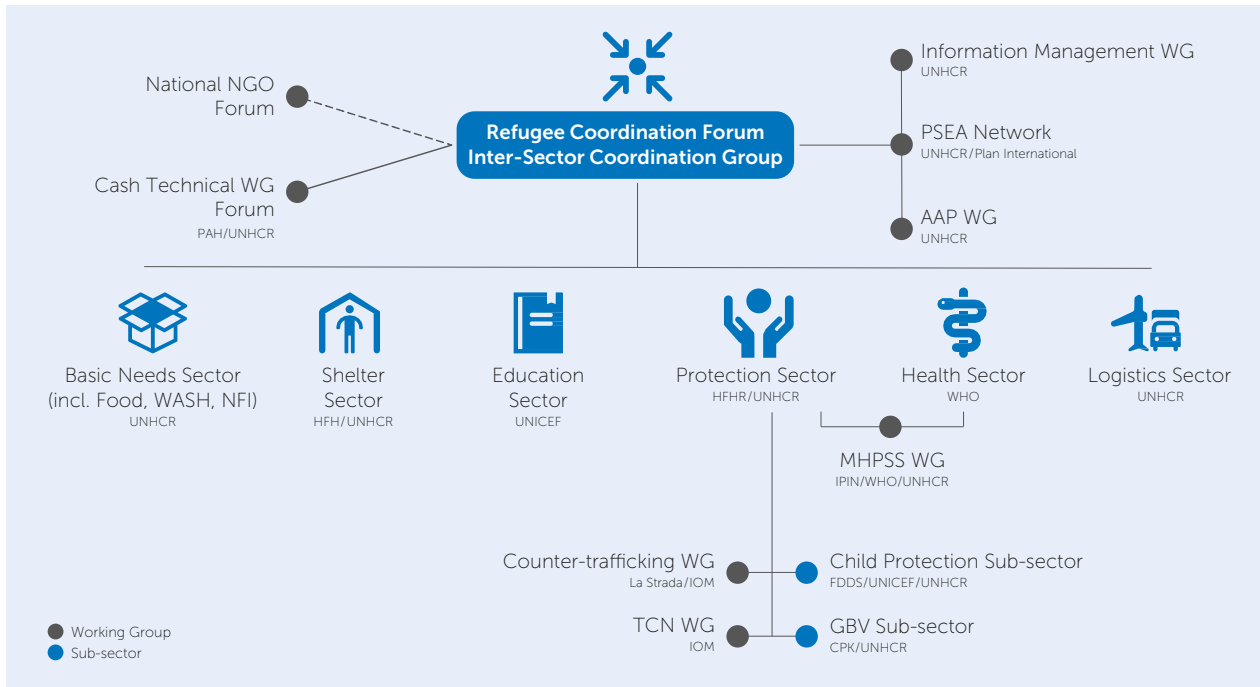 National NGO
Forum
Cash Technical WG
Forum
PAH/UNHCR
Refugee Coordination Forum
Inter-Sector Coordination Group
Information Management WG
UNHCR
PSEA Network
UNHCR/Plan International
AAP WG
UNHCR
Basic Needs Sector
(incl. Food, WASH, NFI)
UNHCR
Shelter
Sector
HFH/UNHCR
Education
Sector
UNICEF
Protection Sector
HFHR/UNHCR
Health Sector
WHO
Logistics Sector
UNHCR
MHPSS WG
IPIN/WHO/UNHCR
Counter-trafficking WG
La Strada/IOM
Child Protection Sub-sector
FDDS/UNICEF/UNHCR
TCN WG
IOM
GBV Sub-sector
CPK/UNHCR
Working Group
Sub-sector